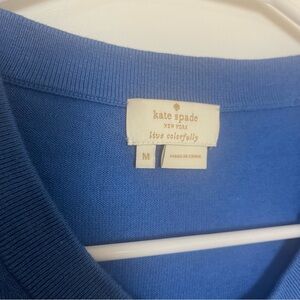 kate spade
NEW YORK
live colorfully
M
MADE IN CHINA